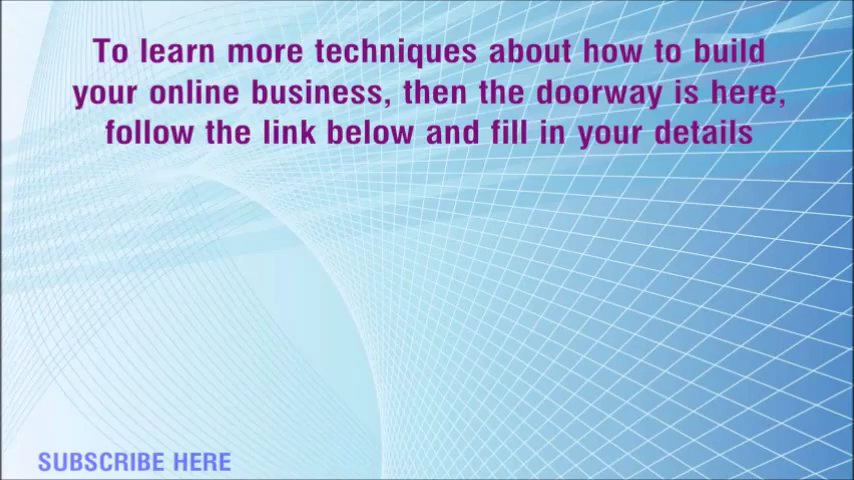 To learn more techniques about how to build
your online business, then the doorway is here,
follow the link below and fill in your details
SUBSCRIBE HERE